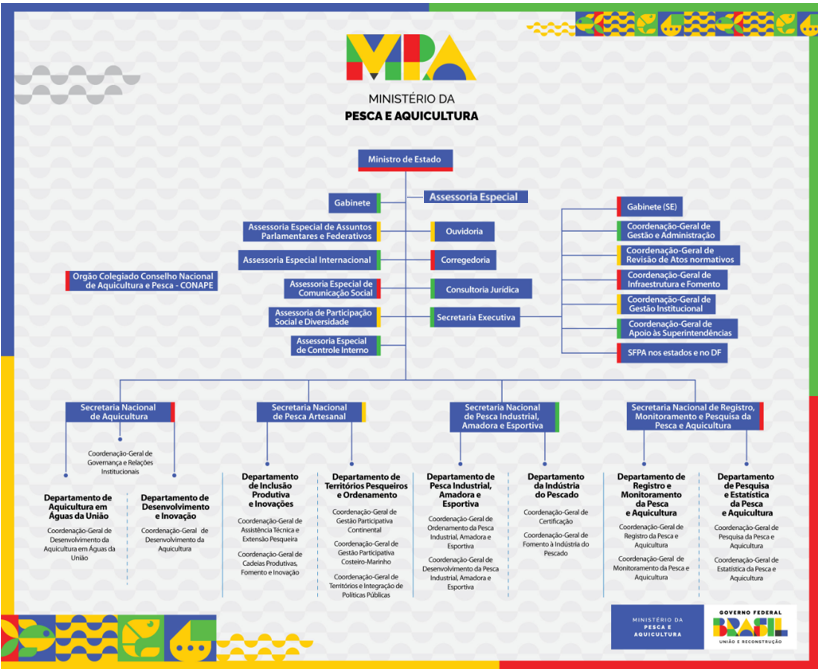 MPA
MINISTÉRIO DA
PESCA E AQUICULTURA
Ministro de Estado
Gabinete
Assessoria Especial
Assessoria Especial de Assuntos
Parlamentares e Federativos
Ouvidoria
Assessoria Especial Internacional
Corregedoria
Orgão Colegiado Conselho Nacional
de Aquicultura e Pesca - CONAPE
Assessoria Especial de
Comunicação Social
Consultoria Jurídica
Assessoria de Participação
Social e Diversidade
Secretaria Executiva
Assessoria Especial
de Controle Interno
Gabinete (SE)
Coordenação-Geral de
Gestão e Administração
Coordenação-Geral de
Revisão de Atos normativos
Coordenação-Geral de
Infraestrutura e Fomento
Coordenação-Geral de
Gestão Institucional
Coordenação-Geral de
Apoio às Superintendências
SFPA nos estados e no DF
Secretaria Nacional
de Aquicultura
Coordenação-Geral de
Governança e Relações
Institucionais
Departamento de
Aquicultura em
Águas da União
Coordenação-Geral de
Desenvolvimento da
Aquicultura em Águas da
União
Departamento de
Desenvolvimento
e Inovação
Coordenação-Geral de
Desenvolvimento da
Aquicultura
Secretaria Nacional
de Pesca Artesanal
Departamento
de Inclusão
Produtiva
e Inovações
Coordenação-Geral de
Assistência Técnica e
Extensão Pesqueira
Coordenação-Geral de
Cadeias Produtivas,
Fomento e Inovação
Departamento de
Territórios Pesqueiros
e Ordenamento
Coordenação-Geral de
Gestão Participativa
Continental
Coordenação-Geral de
Gestão Participativa
Costeiro-Marinho
Coordenação-Geral de
Territórios e Integração de
Políticas Públicas
Secretaria Nacional
de Pesca Industrial,
Amadora e Esportiva
Departamento de
Pesca Industrial,
Amadora e
Esportiva
Coordenação-Geral de
Ordenamento da Pesca
Industrial, Amadora e
Esportiva
Coordenação-Geral de
Desenvolvimento da Pesca
Industrial, Amadora e
Esportiva
Departamento
da Indústria
do Pescado
Coordenação-Geral de
Certificação
Coordenação-Geral de
Fomento à Indústria do
Pescado
Secretaria Nacional de Registro,
Monitoramento e Pesquisa da
Pesca e Aquicultura
Departamento de
Registro e
Monitoramento
da Pesca
e Aquicultura
Coordenação-Geral de
Registro da Pesca e
Aquicultura
Coordenação-Geral de
Monitoramento da Pesca e
Aquicultura
Departamento de
Pesquisa
e Estatística
da Pesca
e Aquicultura
Coordenação-Geral de
Pesquisa da Pesca e
Aquicultura
Coordenação-Geral de
Estatística da Pesca e
Aquicultura
MINISTÉRIO DA
PESCA E
AQUICULTURA
GOVERNO FEDERAL
BRASIL
UNIÃO E RECONSTRUÇÃO